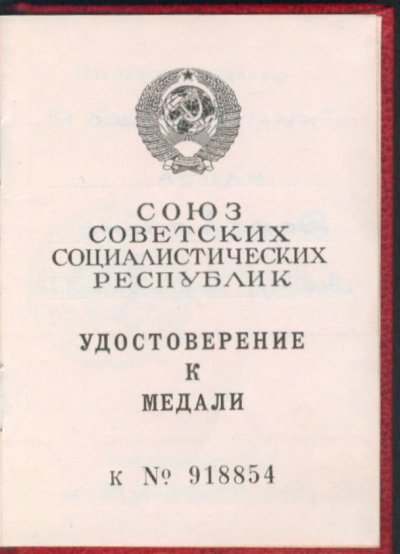 СОЮЗ
СОВЕТСКИХ
СОЦИАЛИСТИЧЕСКИХ
РЕСПУБЛИК
УДОСТОВЕРЕНИЕ
К
МЕДАЛИ
К № 918854